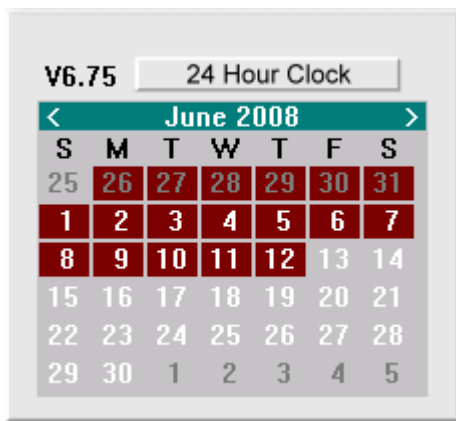 V6.75 24 Hour Clock
< June 2008 >
S M T W T F S
25 26 27 28 29 30 31
1 2 3 4 5 6 7
8 9 10 11 12 13 14
15 16 17 18 19 20 21
22 23 24 25 26 27 28
29 30 1 2 3 4 5